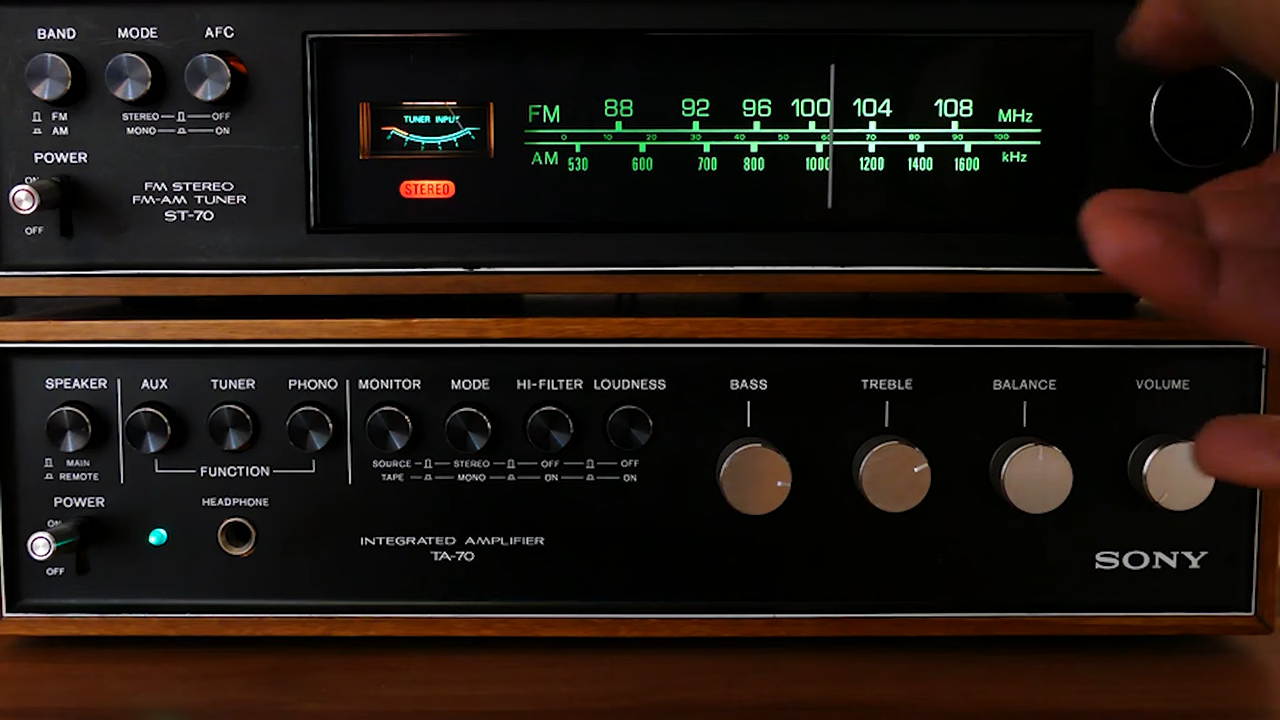 BAND MODE AFC
FM STEREO OFF
AM MONO ON
POWER
ON
OFF
FM STEREO
FM-AM TUNER
ST-70
TUNER INPUT
STEREO
FM 88 92 96 100 104 108 MHz
0 10 20 30 40 50 60 70 80 90 100
AM 530 600 700 800 1000 1200 1400 1600 kHz
SPEAKER AUX TUNER PHONO MONITOR MODE HI-FILTER LOUDNESS BASS TREBLE BALANCE VOLUME
MAIN SOURCE STEREO OFF OFF
REMOTE FUNCTION TAPE MONO ON ON
POWER HEADPHONE
ON
OFF
INTEGRATED AMPLIFIER
TA-70
SONY